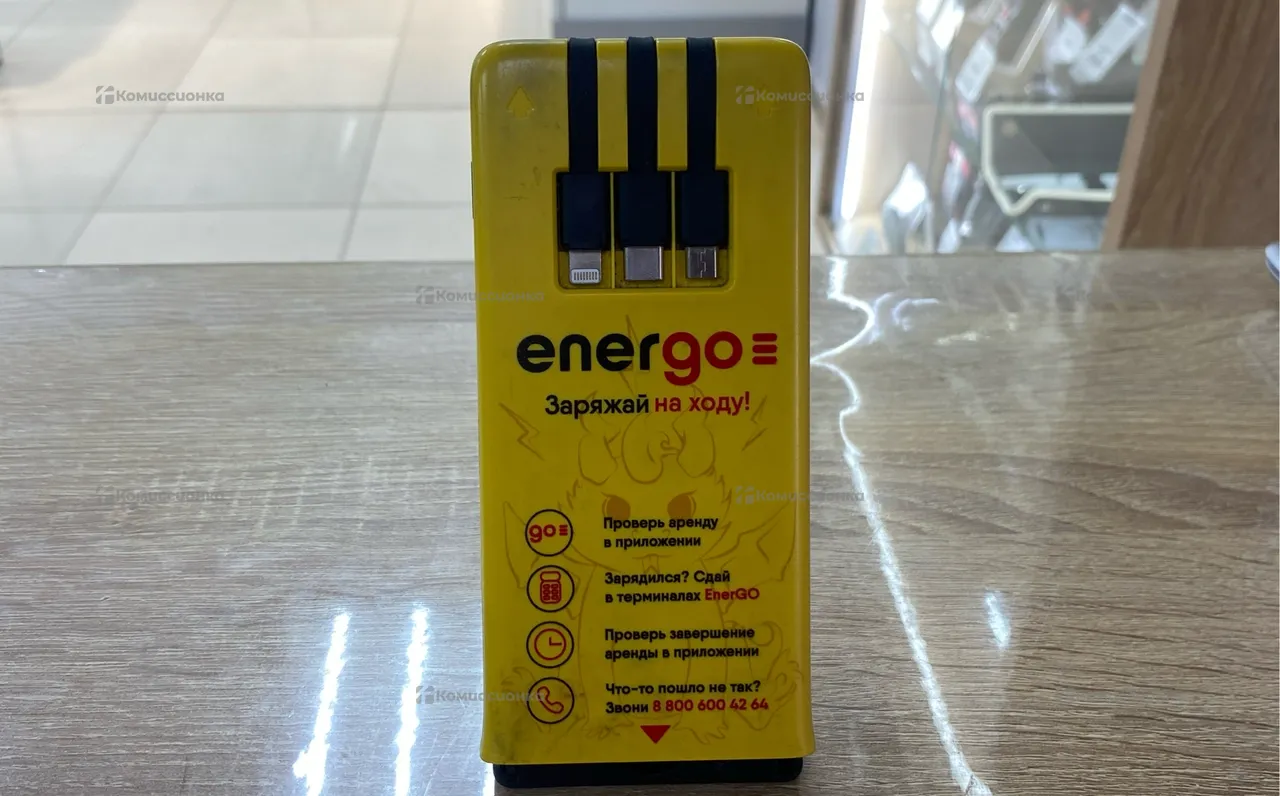 Комиссионка
Комиссионка
Комиссионка
energo
Заряжай на ходу!
Комиссионка
Комиссионка
go
Проверь аренду
в приложении
Зарядился? Сдай
в терминалах EnerGO
Проверь завершение
аренды в приложении
Комиссионка
Что-то пошло не так?
Звони 8 800 600 42 64